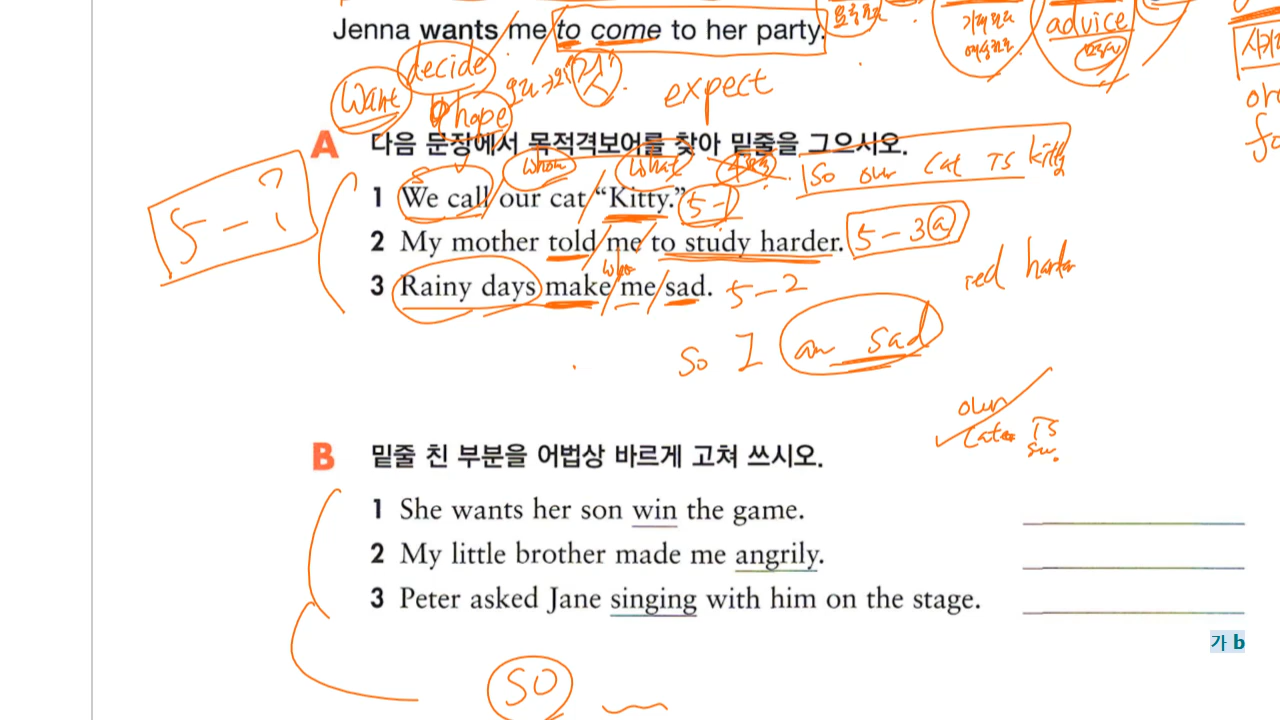 Jenna wants me to come to her party.
advice
decide
want
hope
expect
A 다음 문장에서 목적격보어를 찾아 밑줄을 그으시오.
S whom what
So our cat is kitty
1 We call our cat “Kitty.” 5-1
5-?
2 My mother told me to study harder. 5-3ⓐ
3 Rainy days make me sad. 5-2
So I am sad
our
B 밑줄 친 부분을 어법상 바르게 고쳐 쓰시오.
1 She wants her son win the game.
2 My little brother made me angrily.
3 Peter asked Jane singing with him on the stage.
가 b
SO